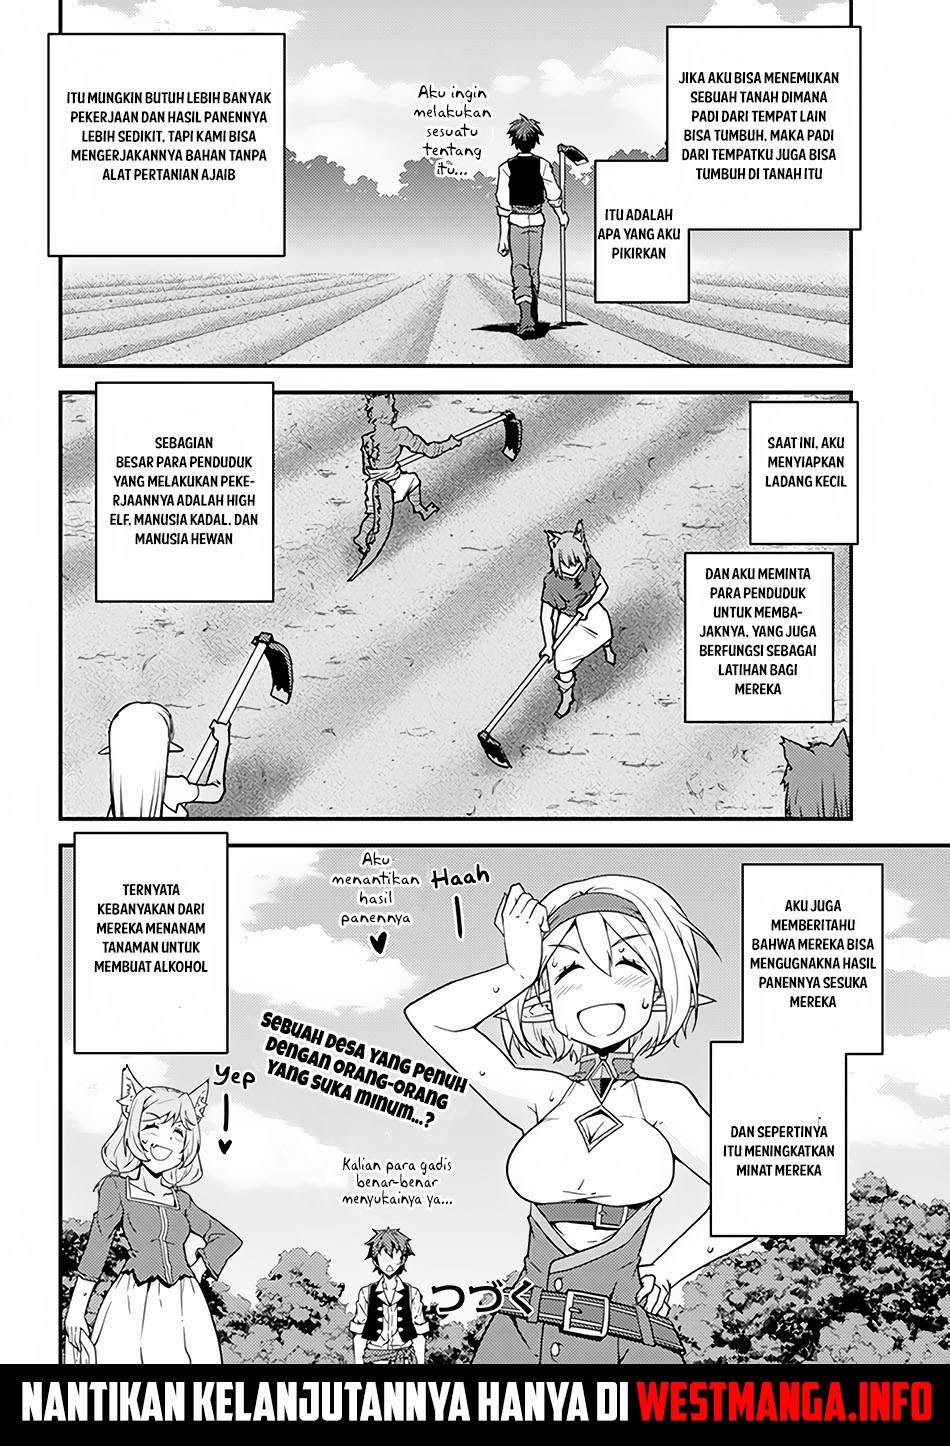 JIKA AKU BISA MENEMUKAN
SEBUAH TANAH DIMANA
PADI DARI TEMPAT LAIN
BISA TUMBUH, MAKA PADI
DARI TEMPATKU JUGA BISA
TUMBUH DI TANAH ITU
ITU ADALAH
APA YANG AKU
PIKIRKAN
Aku ingin
melakukan
sesuatu
tentang
itu...
ITU MUNGKIN BUTUH LEBIH BANYAK
PEKERJAAN DAN HASIL PANENNYA
LEBIH SEDIKIT, TAPI KAMI BISA
MENGERJAKANNYA BAHAN TANPA
ALAT PERTANIAN AJAIB
SAAT INI, AKU
MENYIAPKAN
LADANG KECIL
DAN AKU MEMINTA
PARA PENDUDUK
UNTUK MEMBA-
JAKNYA, YANG JUGA
BERFUNGSI SEBAGAI
LATIHAN BAGI
MEREKA
SEBAGIAN
BESAR PARA PENDUDUK
YANG MELAKUKAN PEKE-
RJAANNYA ADALAH HIGH
ELF, MANUSIA KADAL, DAN
MANUSIA HEWAN
AKU JUGA
MEMBERITAHU
BAHWA MEREKA BISA
MENGUGNAKNA HASIL
PANENNYA SESUKA
MEREKA
DAN SEPERTINYA
ITU MENINGKATKAN
MINAT MEREKA
Haah
Aku
menantikan
hasil
panennya
TERNYATA
KEBANYAKAN DARI
MEREKA MENANAM
TANAMAN UNTUK
MEMBUAT ALKOHOL
Yep
SEBUAH DESA YANG PENUH
DENGAN ORANG-ORANG
YANG SUKA MINUM...?
Kalian para gadis
benar-benar
menyukainya ya...
つづく
NANTIKAN KELANJUTANNYA HANYA DI WESTMANGA.INFO